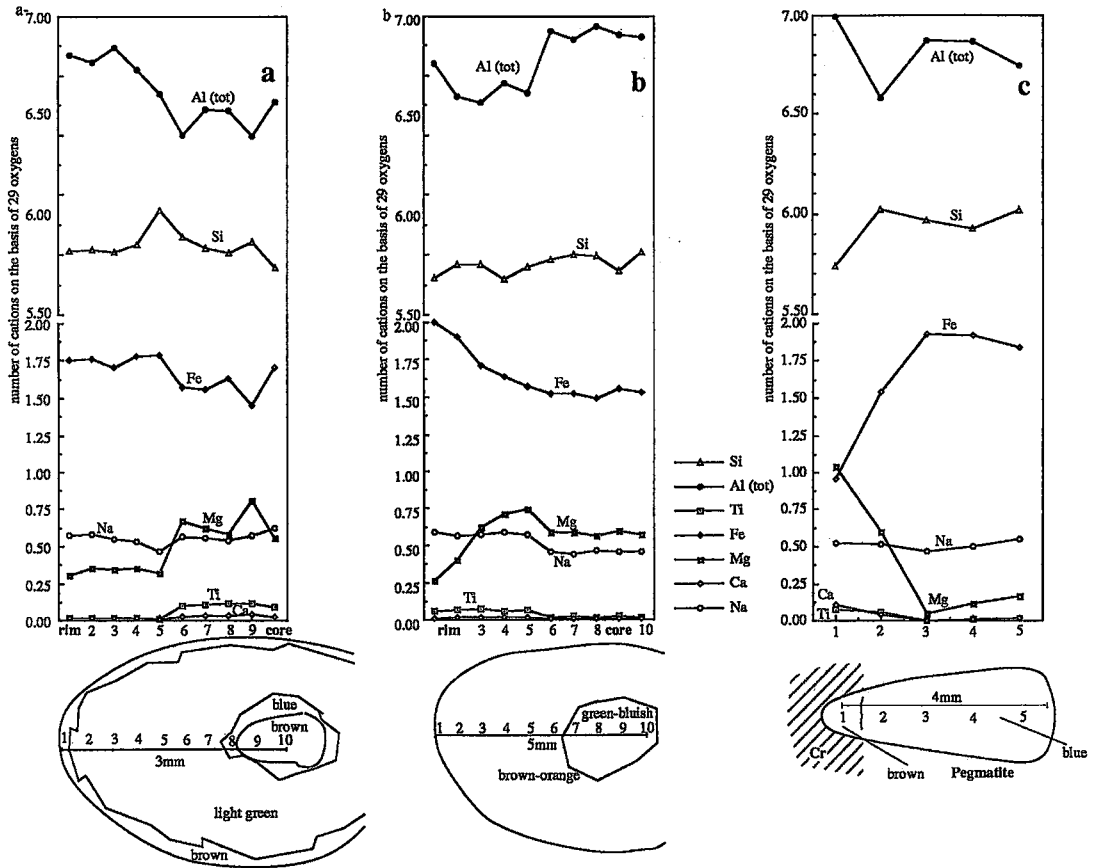 a-
7.00
a
Al (tot)
6.50
6.00
Si
5.50
number of cations on the basis of 29 oxygens
2.00
1.75
Fe
1.50
1.25
1.00
0.75
Na
Mg
0.50
0.25
Ti
Ca
0.00
rim 2 3 4 5 6 7 8 9 core
blue
brown
1 2 3 4 5 6 7 8 9 10
3mm
light green
brown
b
7.00
b
Al (tot)
6.50
6.00
Si
5.50
number of cations on the basis of 29 oxygens
2.00
1.75
Fe
1.50
1.25
1.00
0.75
Mg
0.50
Na
0.25
Ti
0.00
rim 3 4 5 6 7 8 core 10
green-bluish
1 2 3 4 5 6 7 8 9 10
5mm
brown-orange
Si
Al (tot)
Ti
Fe
Mg
Ca
Na
7.00
c
Al (tot)
6.50
6.00
Si
5.50
number of cations on the basis of 29 oxygens
2.00
Fe
1.75
1.50
1.25
1.00
0.75
Na
0.50
0.25
Ca
Mg
Ti
0.00
1 2 3 4 5
4mm
1 2 3 4 5
blue
Cr
brown
Pegmatite